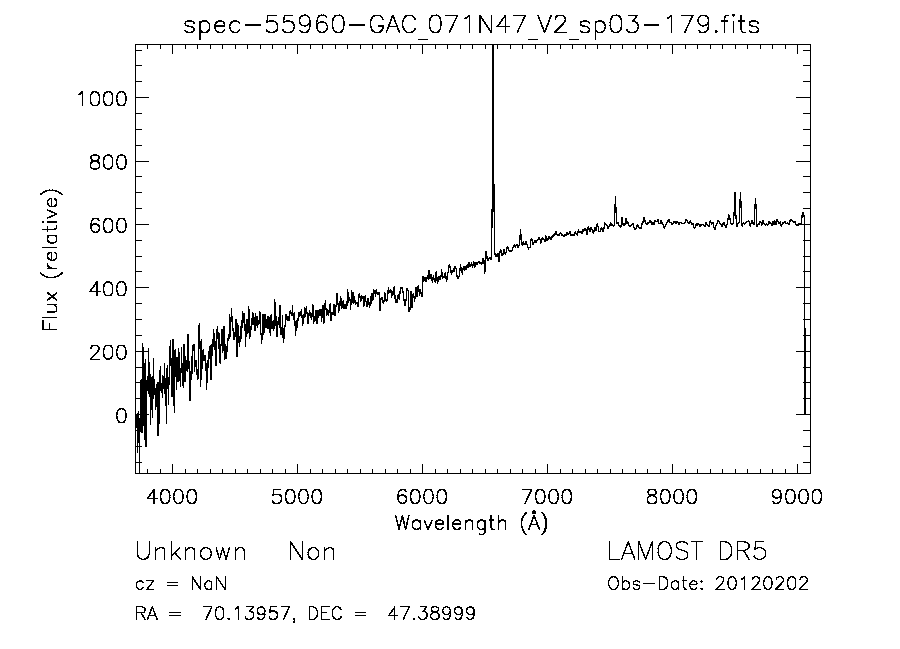 spec-55960-GAC_071N47_V2_sp03-179.fits
1000
800
600
400
200
0
Flux (relative)
4000 5000 6000 7000 8000 9000
Wavelength (Å)
Unknown Non LAMOST DR5
cz = NaN Obs-Date: 20120202
RA = 70.13957, DEC = 47.38999